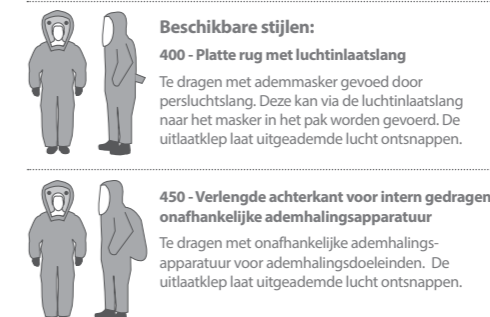 Beschikbare stijlen:
400 - Platte rug met luchtinlaatslang
Te dragen met ademmasker gevoed door
persluchtslang. Deze kan via de luchtinlaatslang
naar het masker in het pak worden gevoerd. De
uitlaatklep laat uitgeademde lucht ontsnappen.
450 - Verlengde achterkant voor intern gedragen
onafhankelijke ademhalingsapparatuur
Te dragen met onafhankelijke ademhalings-
apparatuur voor ademhalingsdoeleinden. De
uitlaatklep laat uitgeademde lucht ontsnappen.